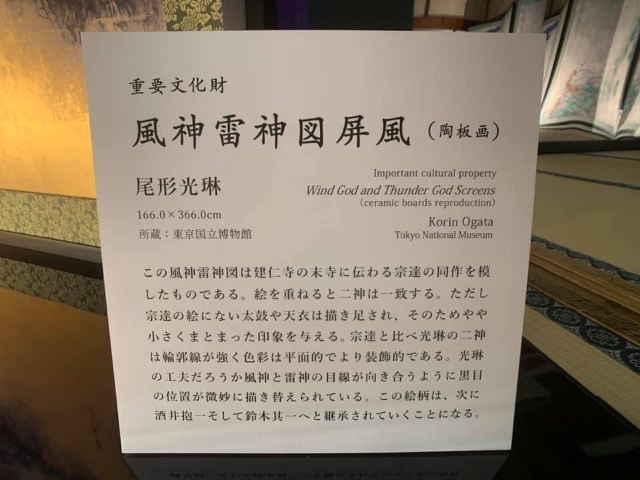 重要文化財
風神雷神図屏風（陶板画）
尾形光琳
166.0×366.0cm
所蔵：東京国立博物館
Important cultural property
Wind God and Thunder God Screens
(ceramic boards reproduction)
Korin Ogata
Tokyo National Museum
この風神雷神図は建仁寺の末寺に伝わる宗達の同作を模
したものである。絵を重ねると二神は一致する。ただし
宗達の絵にない太鼓や天衣は描き足され、そのためやや
小さくまとまった印象を与える。宗達と比べ光琳の二神
は輪郭線が強く色彩は平面的でより装飾的である。光琳
の工夫だろうか風神と雷神の目線が向き合うように黒目
の位置が微妙に描き替えられている。この絵柄は、次に
酒井抱一そして鈴木其一へと継承されていくことになる。